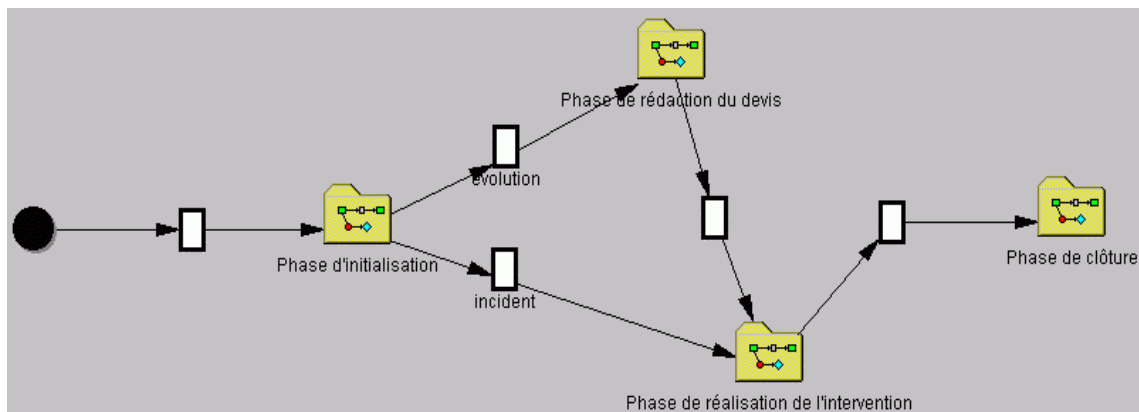 Phase de rédaction du devis
évolution
Phase d'initialisation
Phase de clôture
incident
Phase de réalisation de l'intervention